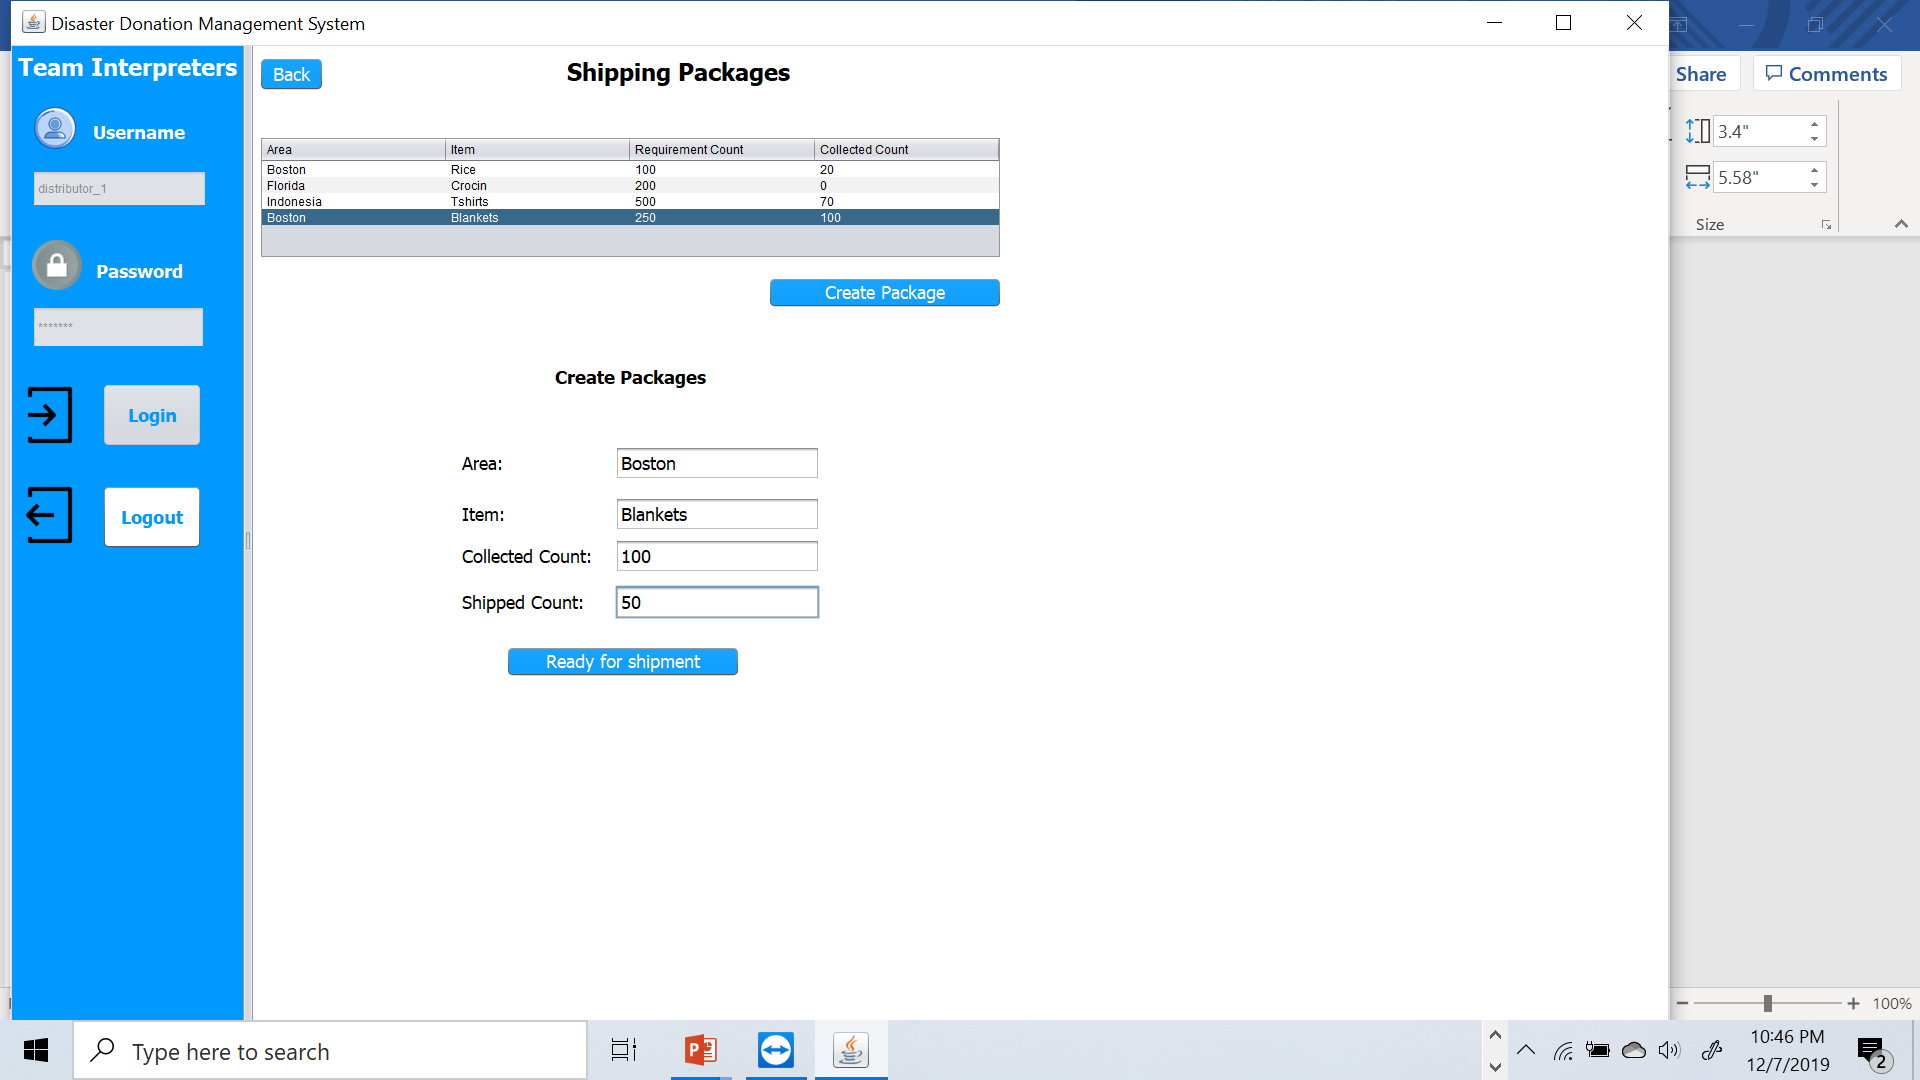 Disaster Donation Management System
Team Interpreters
Username
distributor_1
Password
*******
Login
Logout
Back
Shipping Packages
Area Item Requirement Count Collected Count
Boston Rice 100 20
Florida Crocin 200 0
Indonesia Tshirts 500 70
Boston Blankets 250 100
Create Package
Create Packages
Area: Boston
Item: Blankets
Collected Count: 100
Shipped Count: 50
Ready for shipment
Share Comments
3.4"
5.58"
Size
100%
Type here to search
10:46 PM
12/7/2019
2